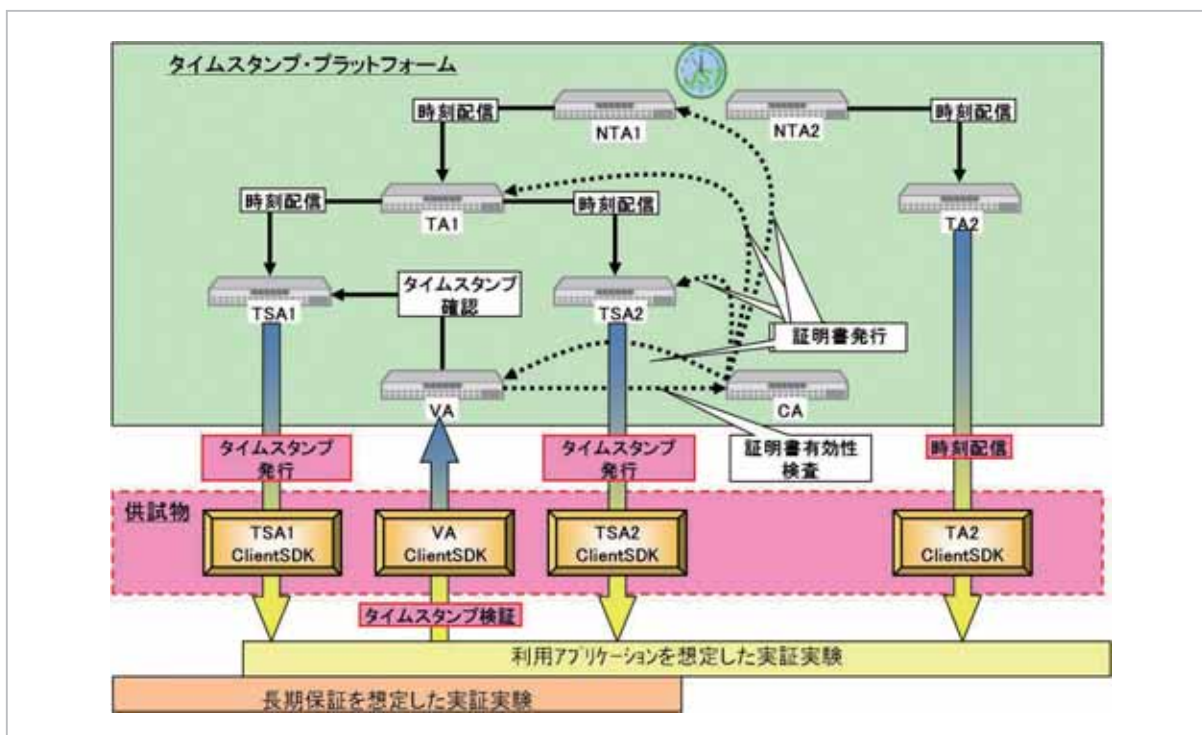 タイムスタンプ・プラットフォーム
時刻配信
NTA1
NTA2
時刻配信
時刻配信
TA1
時刻配信
TA2
TSA1
タイムスタンプ
確認
TSA2
証明書発行
VA
CA
タイムスタンプ
発行
タイムスタンプ
発行
証明書有効性
検査
時刻配信
供試物
TSA1
ClientSDK
VA
ClientSDK
TSA2
ClientSDK
TA2
ClientSDK
タイムスタンプ検証
利用アプリケーションを想定した実証実験
長期保証を想定した実証実験